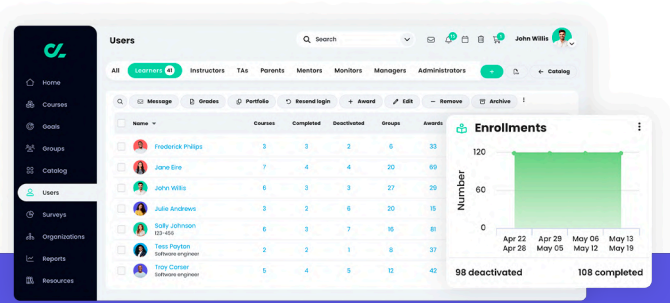 Users
Search
12
John Willis
Home
Courses
Goals
Groups
Catalog
Users
Surveys
Organizations
Reports
Resources
All Learners 41 Instructors TAs Parents Mentors Monitors Managers Administrators + ← Catalog
Message Grades Portfolio Resend login + Award Edit − Remove Archive
Name Courses Completed Deactivated Groups Awards
Frederick Philips 3 3 2 6 33
Jane Eire 7 4 4 20 69
John Willis 6 3 3 27 29
Julie Andrews 3 2 6 20 15
Sally Johnson 6 3 7 16 81
123-456
Tess Payton 2 2 1 8 37
Software engineer
Troy Corser 5 4 5 12 42
Software engineer
Enrollments
Number
120
60
0
Apr 22 Apr 29 May 06 May 13
Apr 28 May 05 May 12 May 19
98 deactivated 108 completed